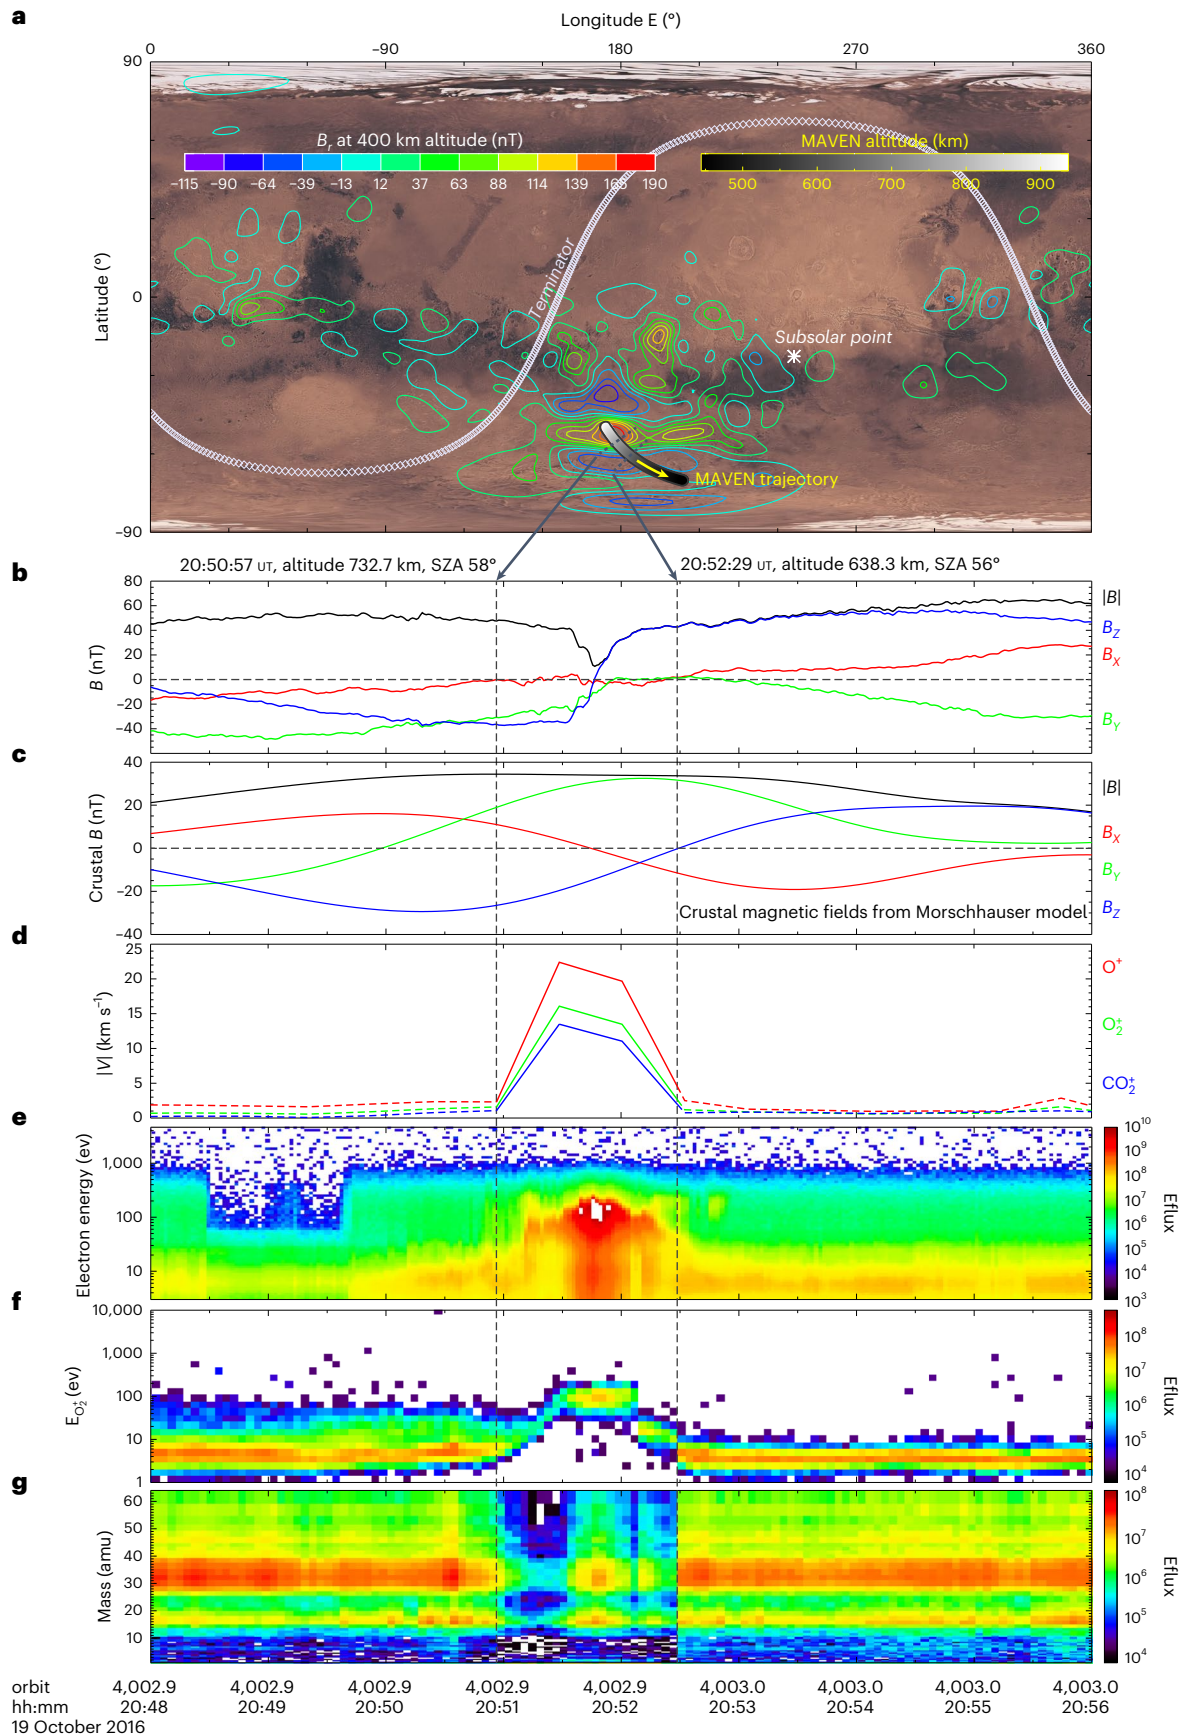 a
Longitude E (°)
0 -90 180 270 360
90
0
-90
Latitude (°)
B_r at 400 km altitude (nT)
-115 -90 -64 -39 -13 12 37 63 88 114 139 165 190
MAVEN altitude (km)
500 600 700 800 900
Terminator
Subsolar point
MAVEN trajectory
20:50:57 UT, altitude 732.7 km, SZA 58°
20:52:29 UT, altitude 638.3 km, SZA 56°
b
B (nT)
80
60
40
20
0
−20
−40
|B|
B_Z
B_X
B_Y
c
Crustal B (nT)
40
20
0
−20
−40
|B|
B_X
B_Y
B_Z
Crustal magnetic fields from Morschhauser model
d
|V| (km s⁻¹)
25
20
15
10
5
0
O⁺
O₂⁺
CO₂⁺
e
Electron energy (ev)
1,000
100
10
10¹⁰
10⁹
10⁸
10⁷
10⁶
10⁵
10⁴
10³
Eflux
f
E_O₂⁺ (ev)
10,000
1,000
100
10
1
10⁸
10⁷
10⁶
10⁵
10⁴
Eflux
g
Mass (amu)
60
50
40
30
20
10
10⁸
10⁷
10⁶
10⁵
10⁴
Eflux
orbit 4,002.9 4,002.9 4,002.9 4,002.9 4,002.9 4,003.0 4,003.0 4,003.0 4,003.0
hh:mm 20:48 20:49 20:50 20:51 20:52 20:53 20:54 20:55 20:56
19 October 2016